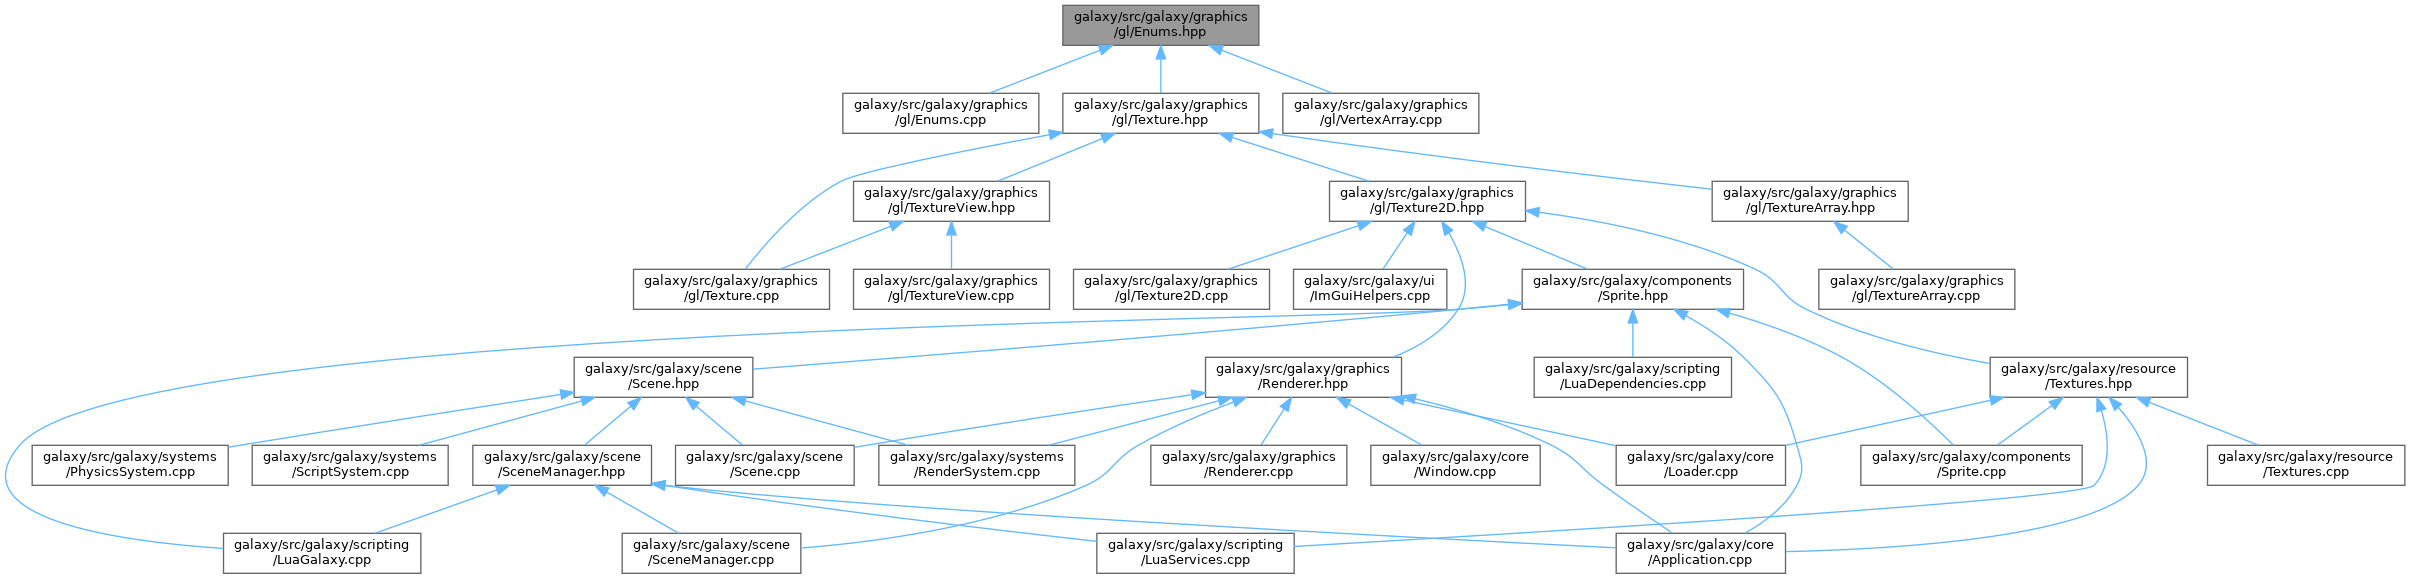 galaxy/src/galaxy/graphics
/gl/Enums.hpp
galaxy/src/galaxy/graphics
/gl/Enums.cpp
galaxy/src/galaxy/graphics
/gl/Texture.hpp
galaxy/src/galaxy/graphics
/gl/VertexArray.cpp
galaxy/src/galaxy/graphics
/gl/TextureView.hpp
galaxy/src/galaxy/graphics
/gl/Texture2D.hpp
galaxy/src/galaxy/graphics
/gl/TextureArray.hpp
galaxy/src/galaxy/graphics
/gl/Texture.cpp
galaxy/src/galaxy/graphics
/gl/TextureView.cpp
galaxy/src/galaxy/graphics
/gl/Texture2D.cpp
galaxy/src/galaxy/ui
/ImGuiHelpers.cpp
galaxy/src/galaxy/components
/Sprite.hpp
galaxy/src/galaxy/graphics
/gl/TextureArray.cpp
galaxy/src/galaxy/scene
/Scene.hpp
galaxy/src/galaxy/graphics
/Renderer.hpp
galaxy/src/galaxy/scripting
/LuaDependencies.cpp
galaxy/src/galaxy/resource
/Textures.hpp
galaxy/src/galaxy/systems
/PhysicsSystem.cpp
galaxy/src/galaxy/systems
/ScriptSystem.cpp
galaxy/src/galaxy/scene
/SceneManager.hpp
galaxy/src/galaxy/scene
/Scene.cpp
galaxy/src/galaxy/systems
/RenderSystem.cpp
galaxy/src/galaxy/graphics
/Renderer.cpp
galaxy/src/galaxy/core
/Window.cpp
galaxy/src/galaxy/core
/Loader.cpp
galaxy/src/galaxy/components
/Sprite.cpp
galaxy/src/galaxy/resource
/Textures.cpp
galaxy/src/galaxy/scripting
/LuaGalaxy.cpp
galaxy/src/galaxy/scene
/SceneManager.cpp
galaxy/src/galaxy/scripting
/LuaServices.cpp
galaxy/src/galaxy/core
/Application.cpp